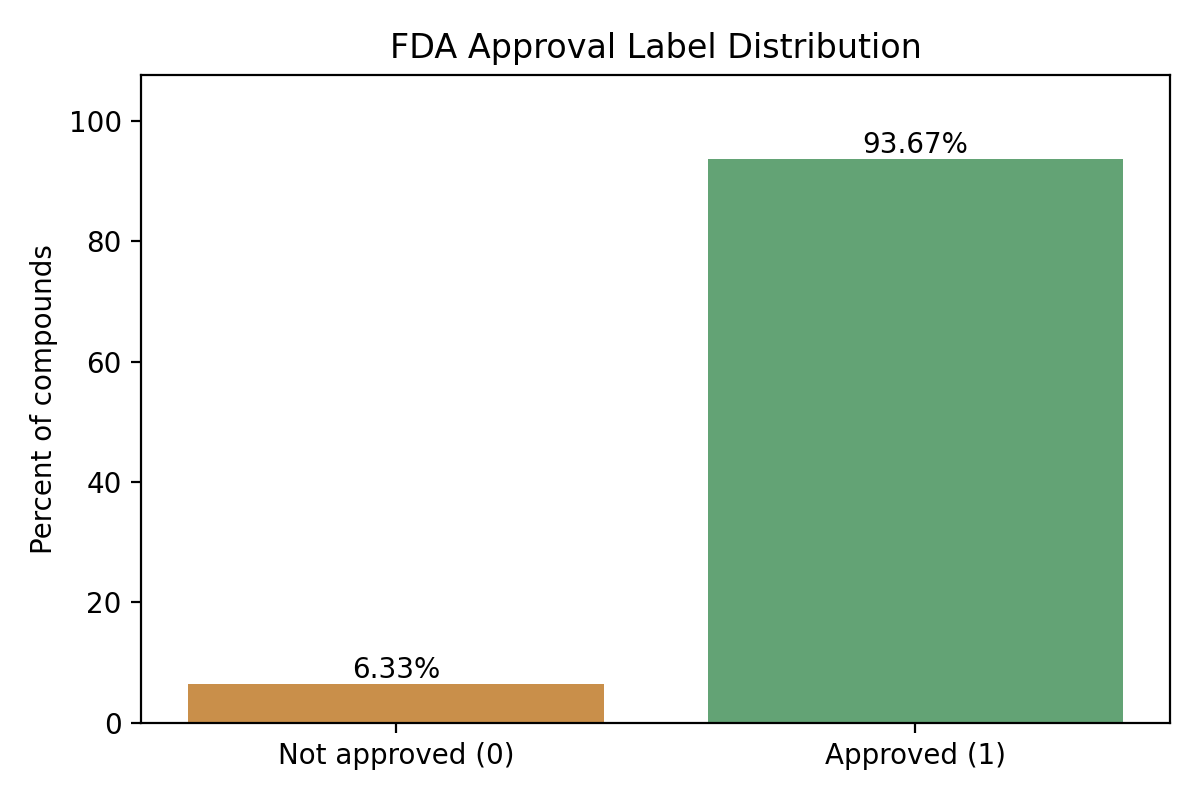 FDA Approval Label Distribution
Percent of compounds
100
80
60
40
20
0
6.33%
93.67%
Not approved (0)
Approved (1)